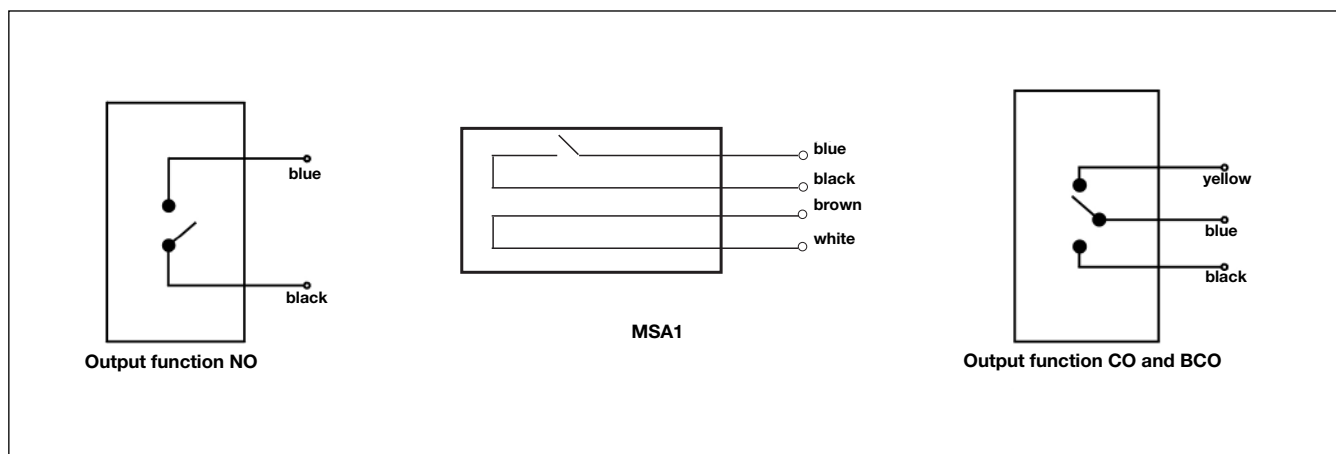 blue
black
Output function NO
blue
black
brown
white
MSA1
yellow
blue
black
Output function CO and BCO